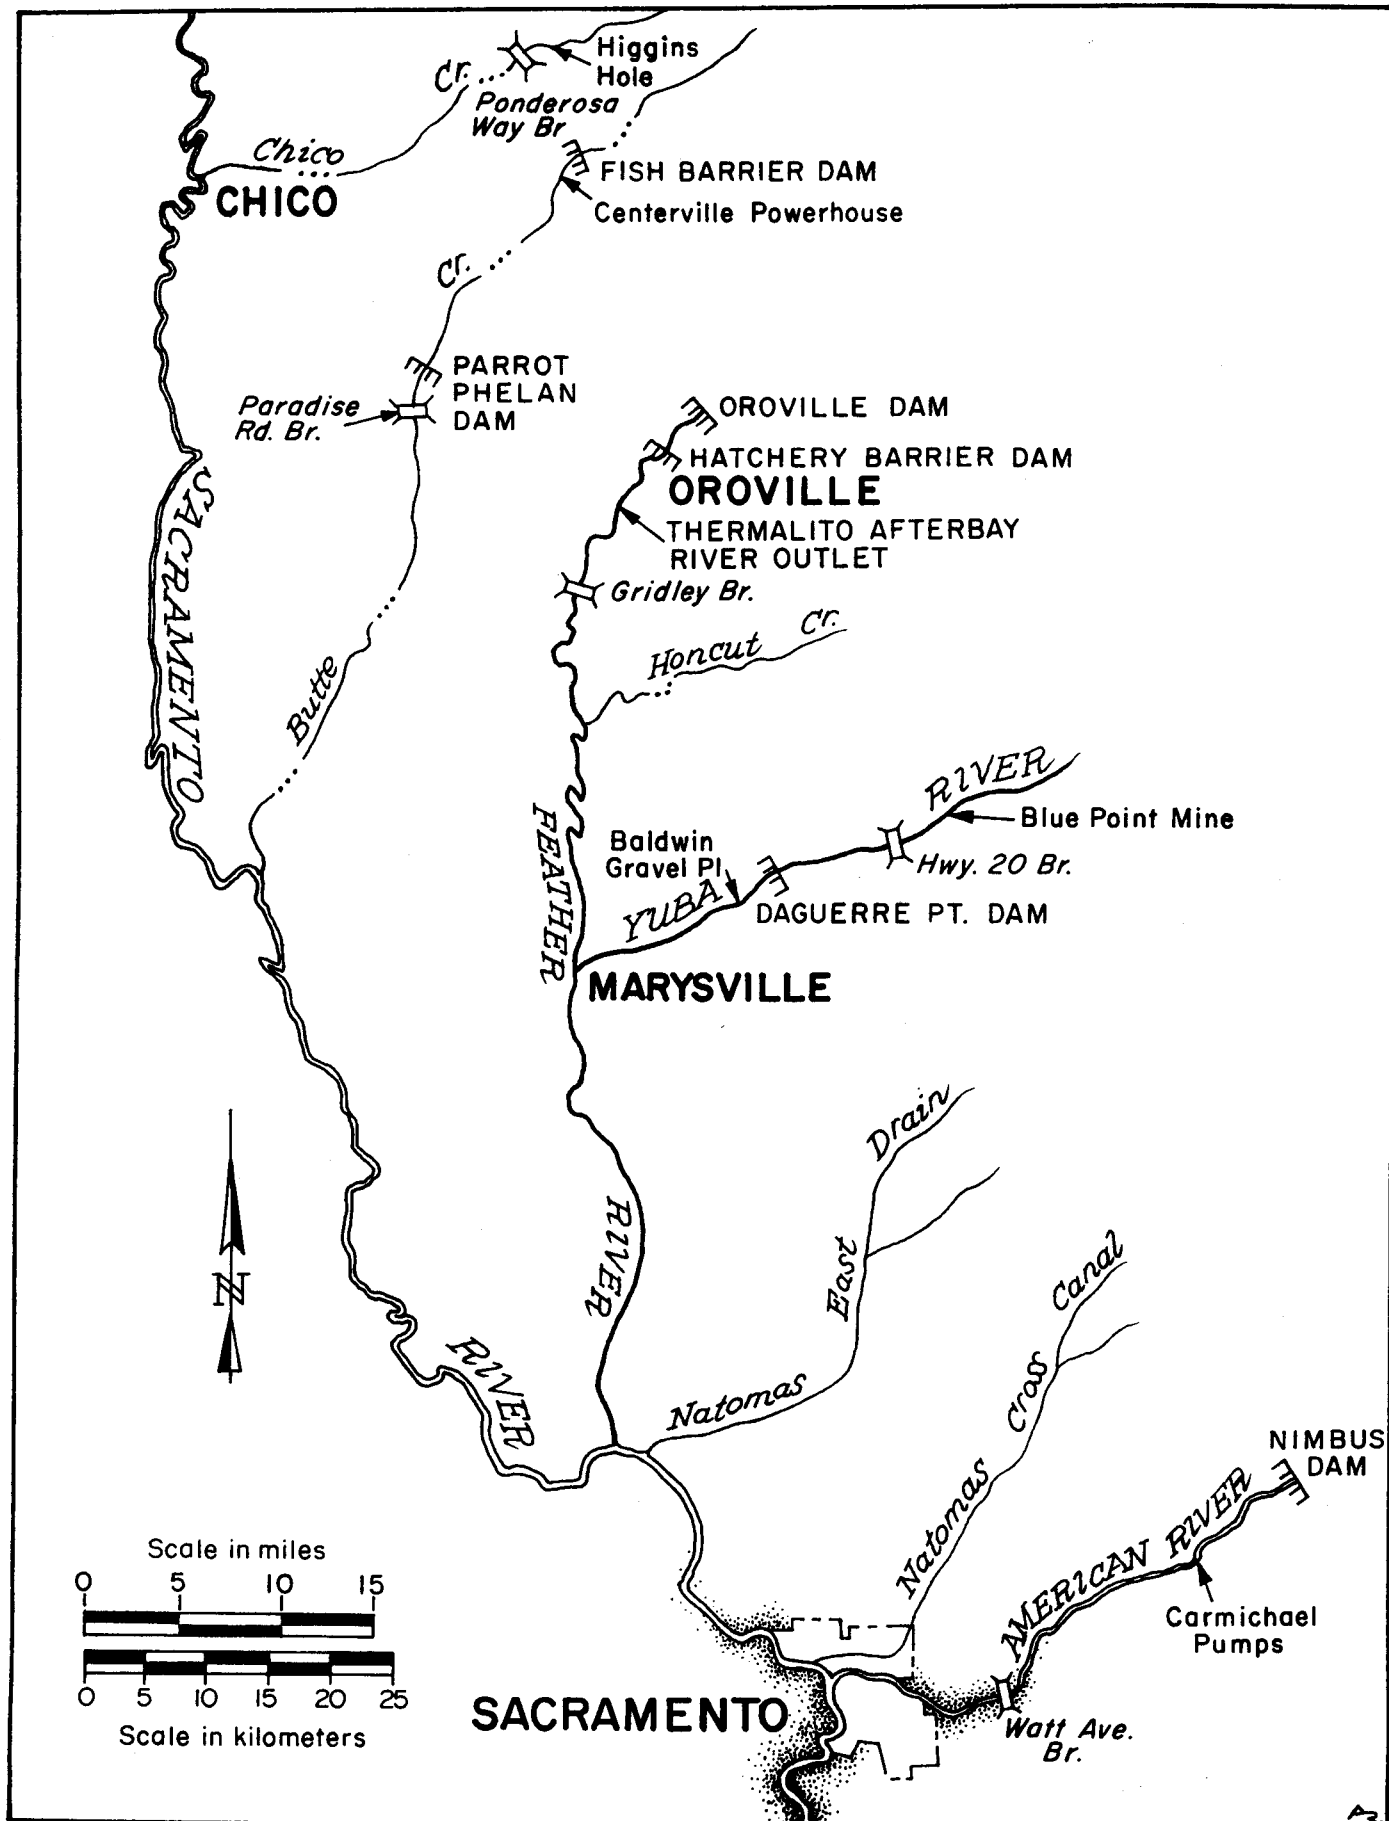 Higgins
Hole
Cr.
Ponderosa
Way Br
Chico
CHICO
FISH BARRIER DAM
Centerville Powerhouse
Cr.
PARROT
PHELAN
DAM
Paradise
Rd. Br.
OROVILLE DAM
HATCHERY BARRIER DAM
OROVILLE
THERMALITO AFTERBAY
RIVER OUTLET
Gridley Br.
SACRAMENTO
Honcut Cr.
Butte
RIVER
Blue Point Mine
Baldwin
Gravel Pl
Hwy. 20 Br.
FEATHER
YUBA
DAGUERRE PT. DAM
MARYSVILLE
Drain
RIVER
East
Canal
N
RIVER
Natomas
Cross
NIMBUS
DAM
Natomas
AMERICAN RIVER
Scale in miles
0 5 10 15
0 5 10 15 20 25
Scale in kilometers
Carmichael
Pumps
SACRAMENTO
Watt Ave.
Br.